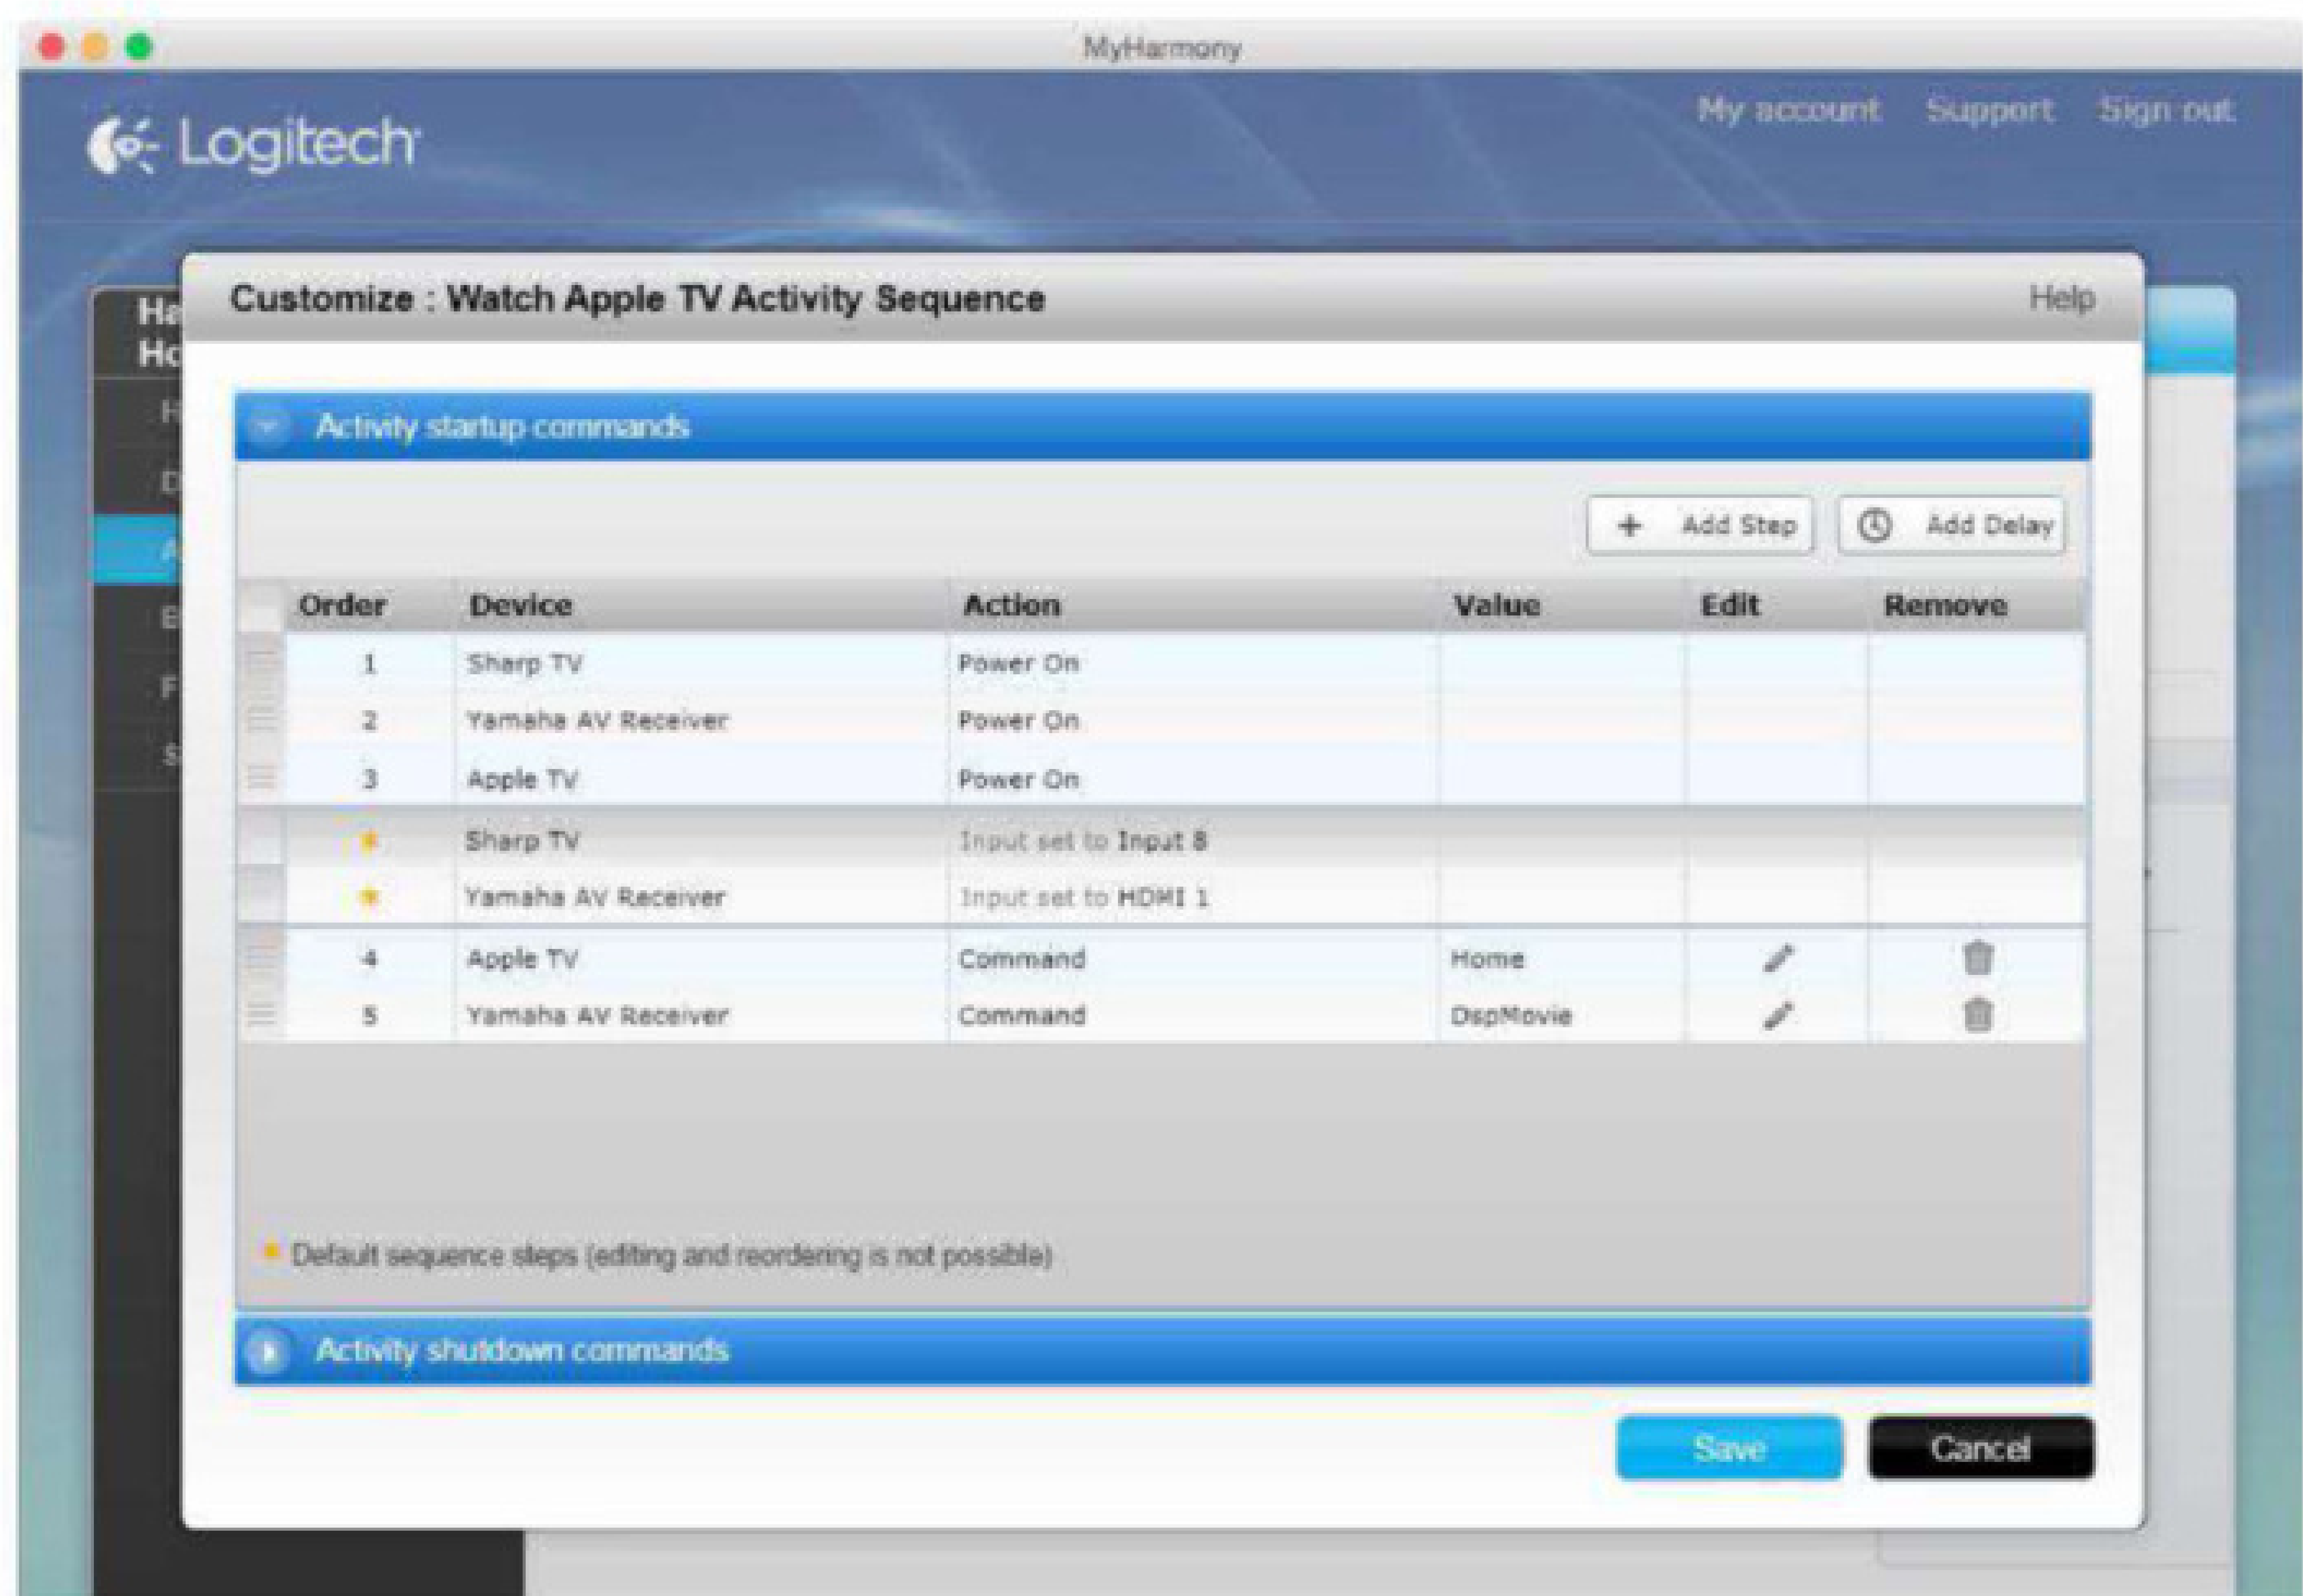 MyHarmony
Logitech
My account Support Sign out
Customize : Watch Apple TV Activity Sequence
Help
Activity startup commands
+ Add Step
Add Delay
Order Device Action Value Edit Remove
1 Sharp TV Power On
2 Yamaha AV Receiver Power On
3 Apple TV Power On
Sharp TV Input set to Input 8
Yamaha AV Receiver Input set to HDMI 1
4 Apple TV Command Home
5 Yamaha AV Receiver Command DspMovie
Default sequence steps (editing and reordering is not possible)
Activity shutdown commands
Save
Cancel